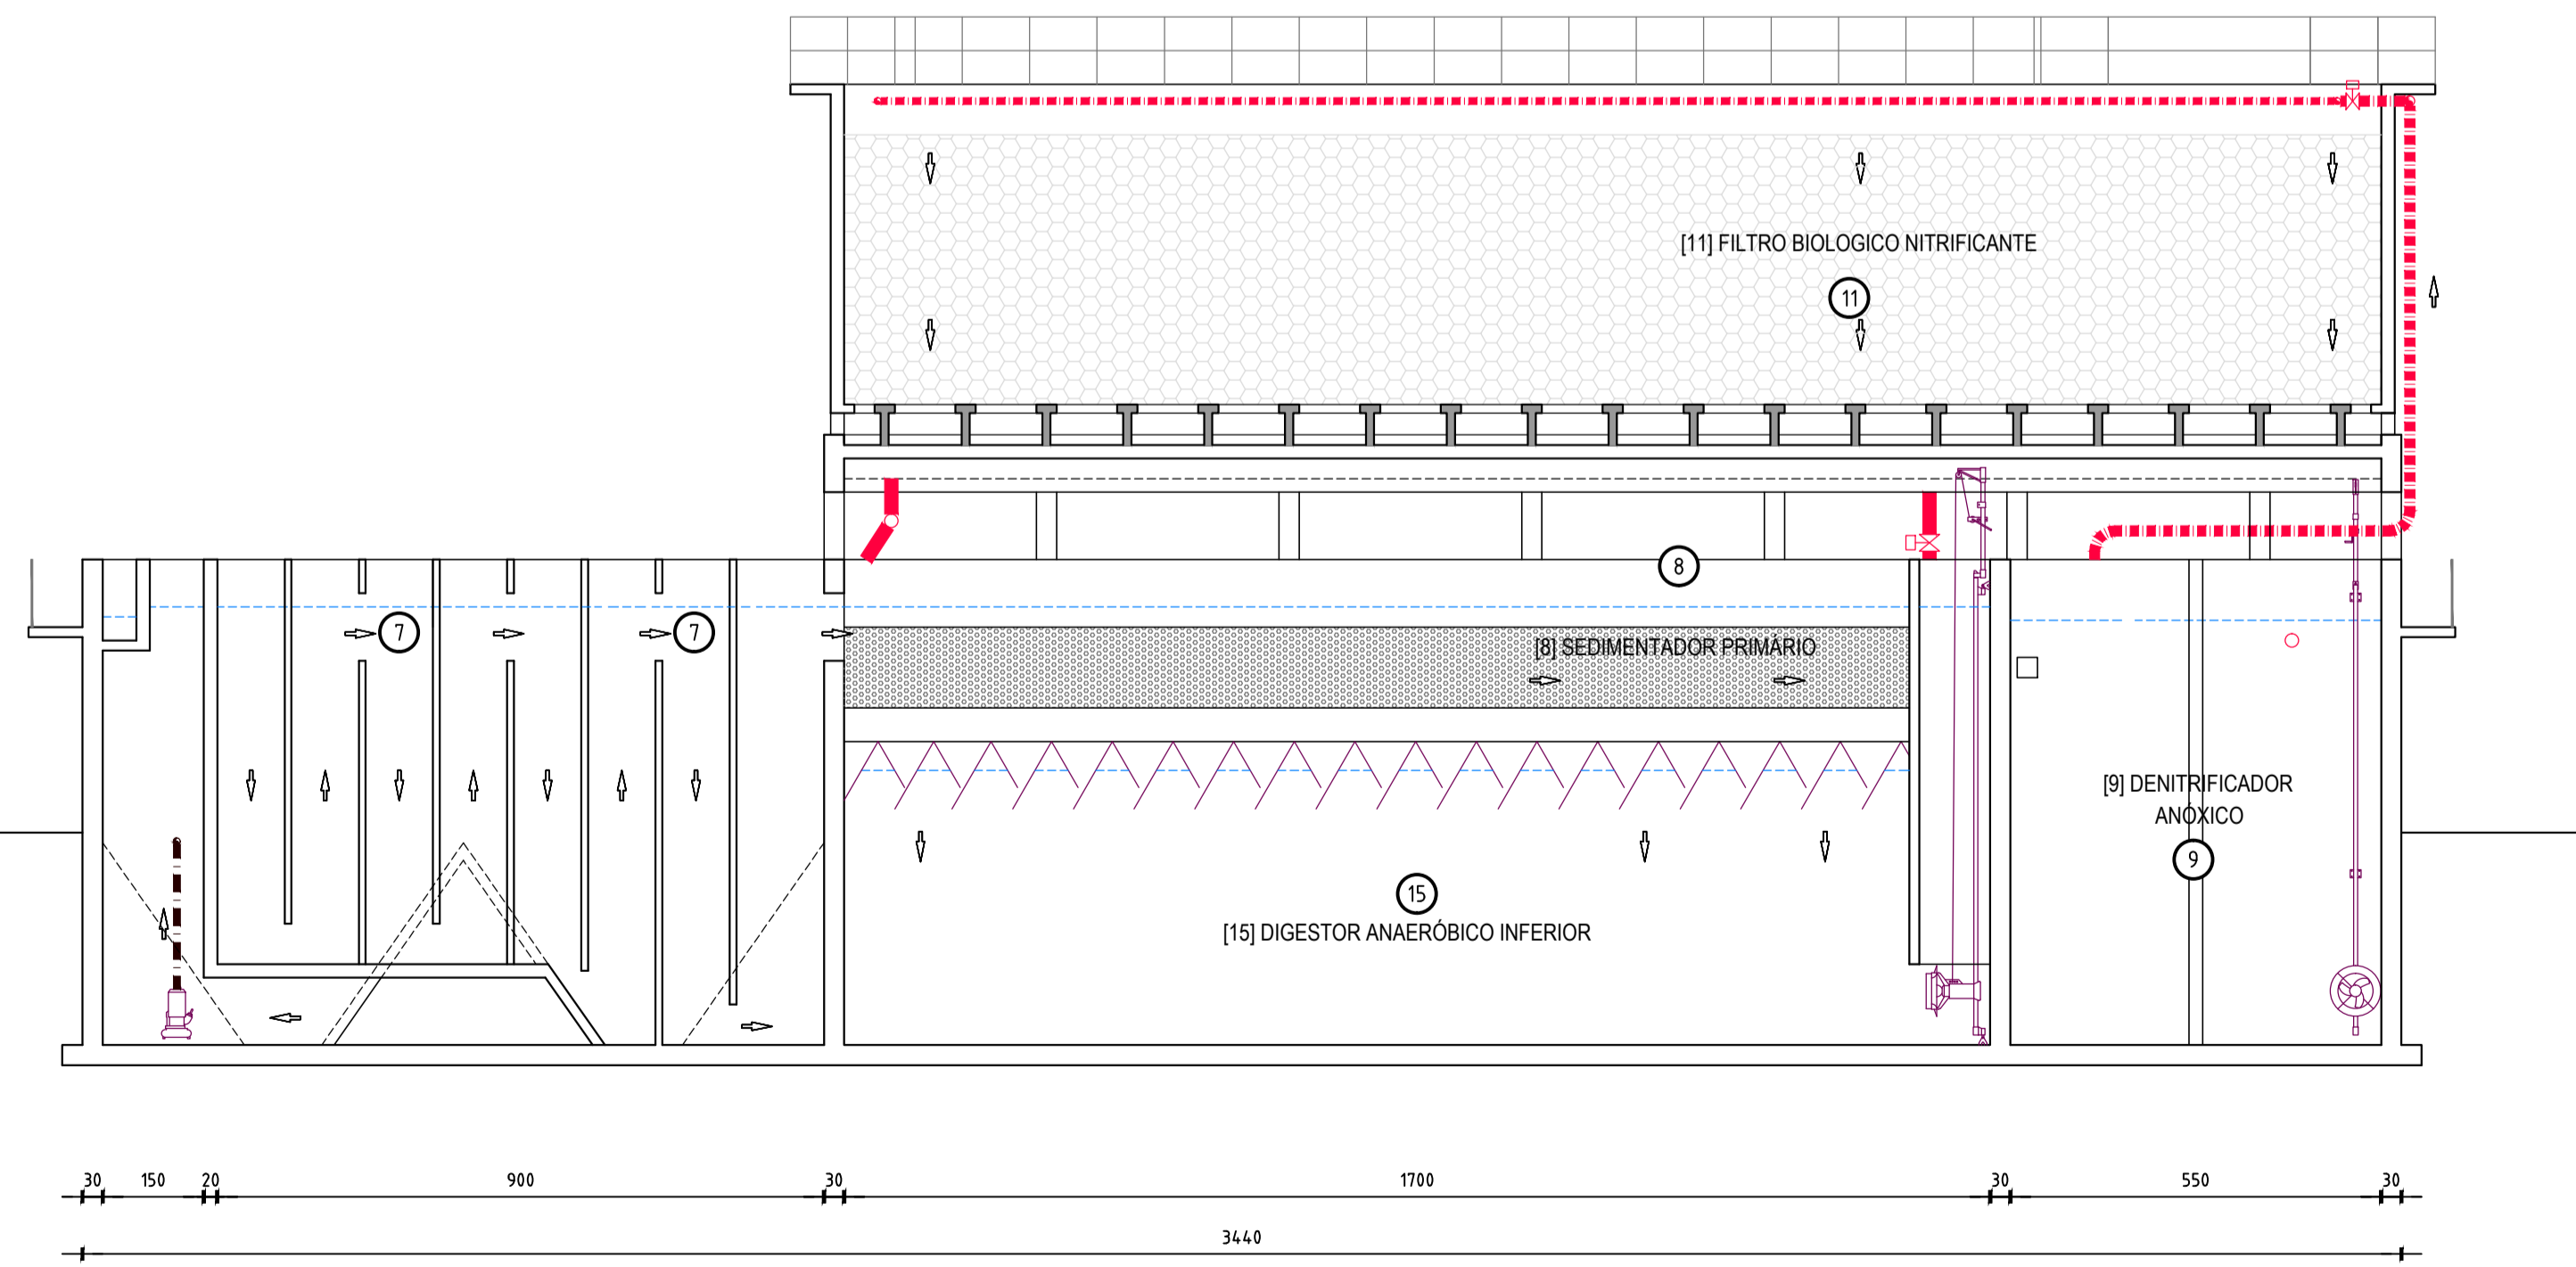 [11] FILTRO BIOLOGICO NITRIFICANTE
11
8
7
7
[8] SEDIMENTADOR PRIMÁRIO
[9] DENITRIFICADOR
ANÓXICO
9
15
[15] DIGESTOR ANAERÓBICO INFERIOR
30 150 20 900 30 1700 30 550 30
3440